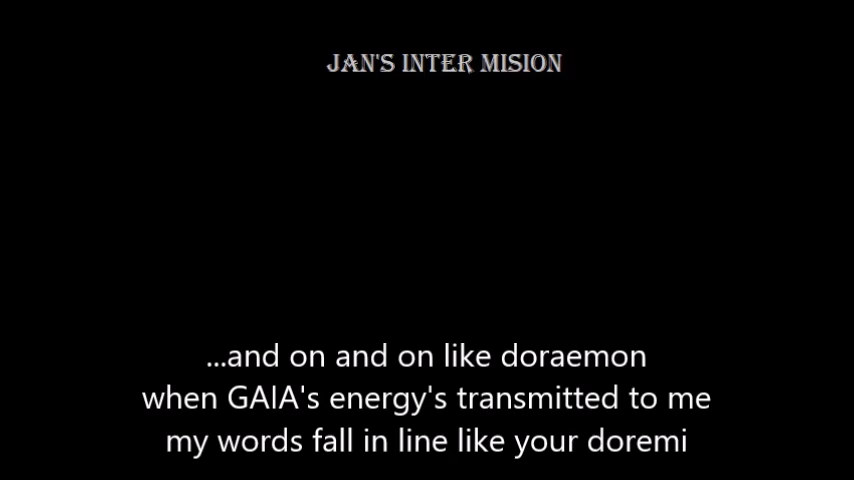 JAN'S INTER MISION
...and on and on like doraemon
when GAIA's energy's transmitted to me
my words fall in line like your doremi